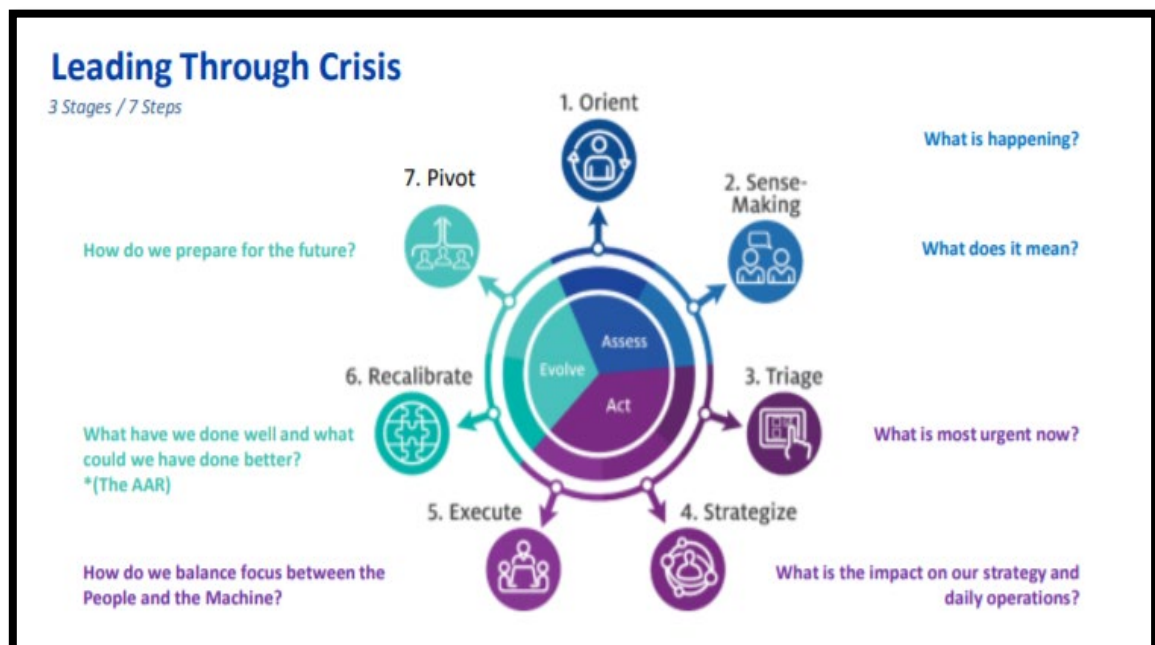 Leading Through Crisis
3 Stages / 7 Steps
1. Orient
What is happening?
2. Sense-
Making
What does it mean?
3. Triage
What is most urgent now?
4. Strategize
What is the impact on our strategy and
daily operations?
5. Execute
How do we balance focus between the
People and the Machine?
6. Recalibrate
What have we done well and what
could we have done better?
*(The AAR)
7. Pivot
How do we prepare for the future?
Assess
Act
Evolve